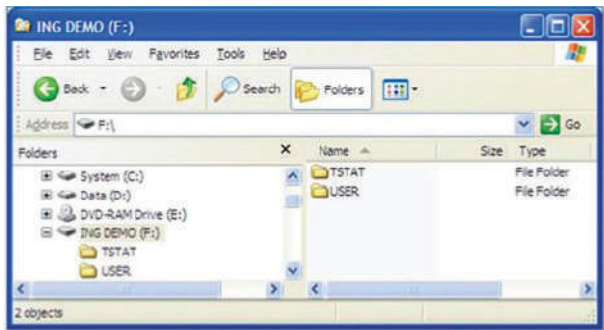 ING DEMO (F:)
File Edit View Favorites Tools Help
Back Search Folders
Address F:\ Go
Folders × Name Size Type
System (C:)
Data (D:)
DVD-RAM Drive (E:)
ING DEMO (F:)
TSTAT
USER
TSTAT File Folder
USER File Folder
2 objects